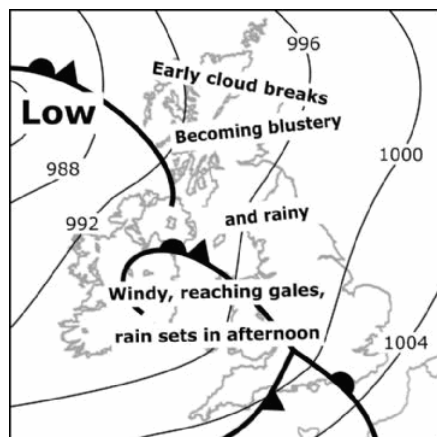 996
Early cloud breaks
Low
Becoming blustery
1000
988
992
and rainy
Windy, reaching gales,
rain sets in afternoon
1004